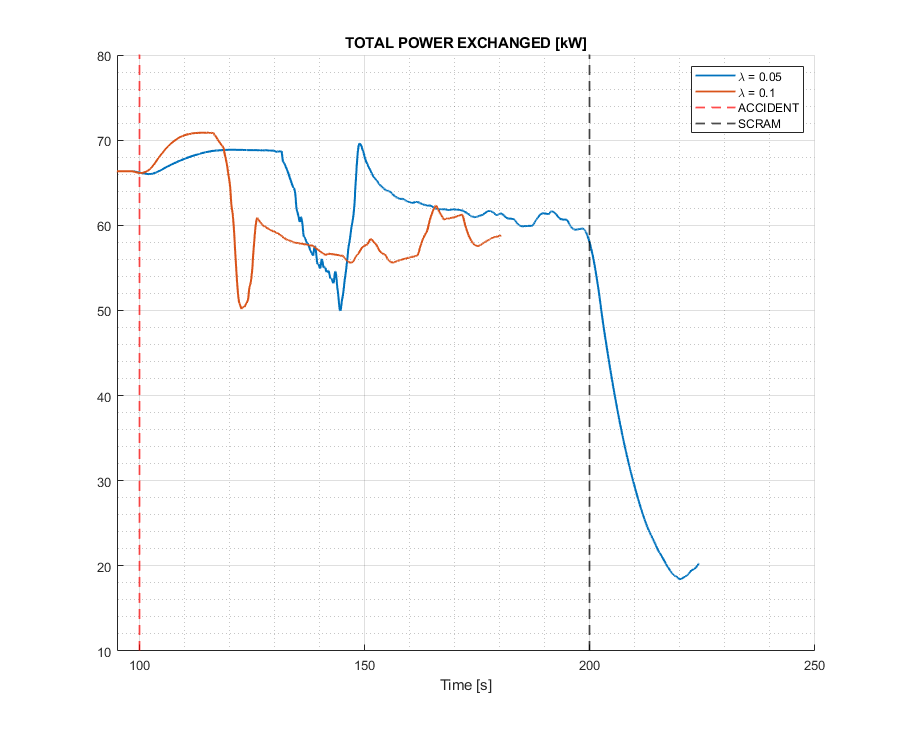 TOTAL POWER EXCHANGED [kW]
80
70
60
50
40
30
20
10
100
150
200
250
Time [s]
λ = 0.05
λ = 0.1
ACCIDENT
SCRAM